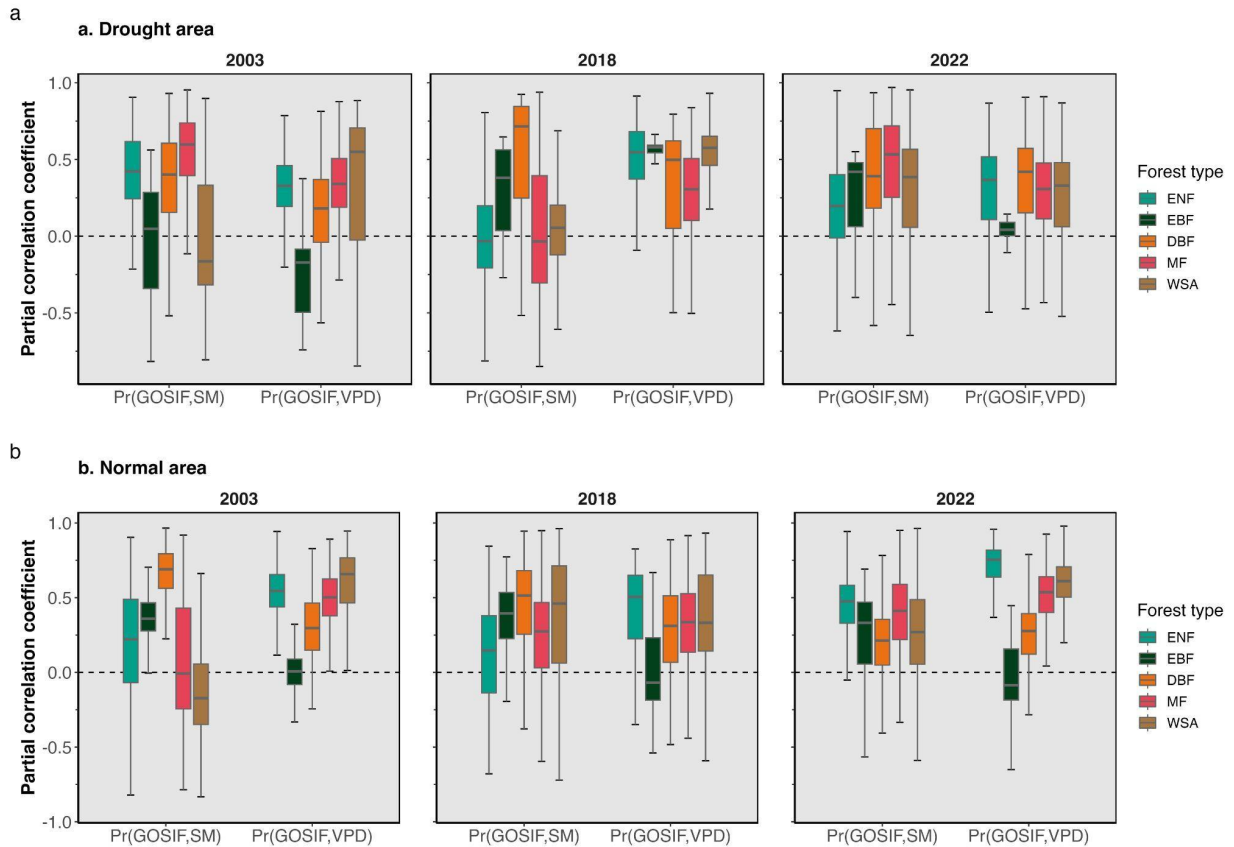 a
a. Drought area
2003
2018
2022
Partial correlation coefficient
1.0
0.5
0.0
-0.5
Pr(GOSIF,SM)
Pr(GOSIF,VPD)
Pr(GOSIF,SM)
Pr(GOSIF,VPD)
Pr(GOSIF,SM)
Pr(GOSIF,VPD)
Forest type
ENF
EBF
DBF
MF
WSA
b
b. Normal area
2003
2018
2022
Partial correlation coefficient
1.0
0.5
0.0
-0.5
-1.0
Pr(GOSIF,SM)
Pr(GOSIF,VPD)
Pr(GOSIF,SM)
Pr(GOSIF,VPD)
Pr(GOSIF,SM)
Pr(GOSIF,VPD)
Forest type
ENF
EBF
DBF
MF
WSA